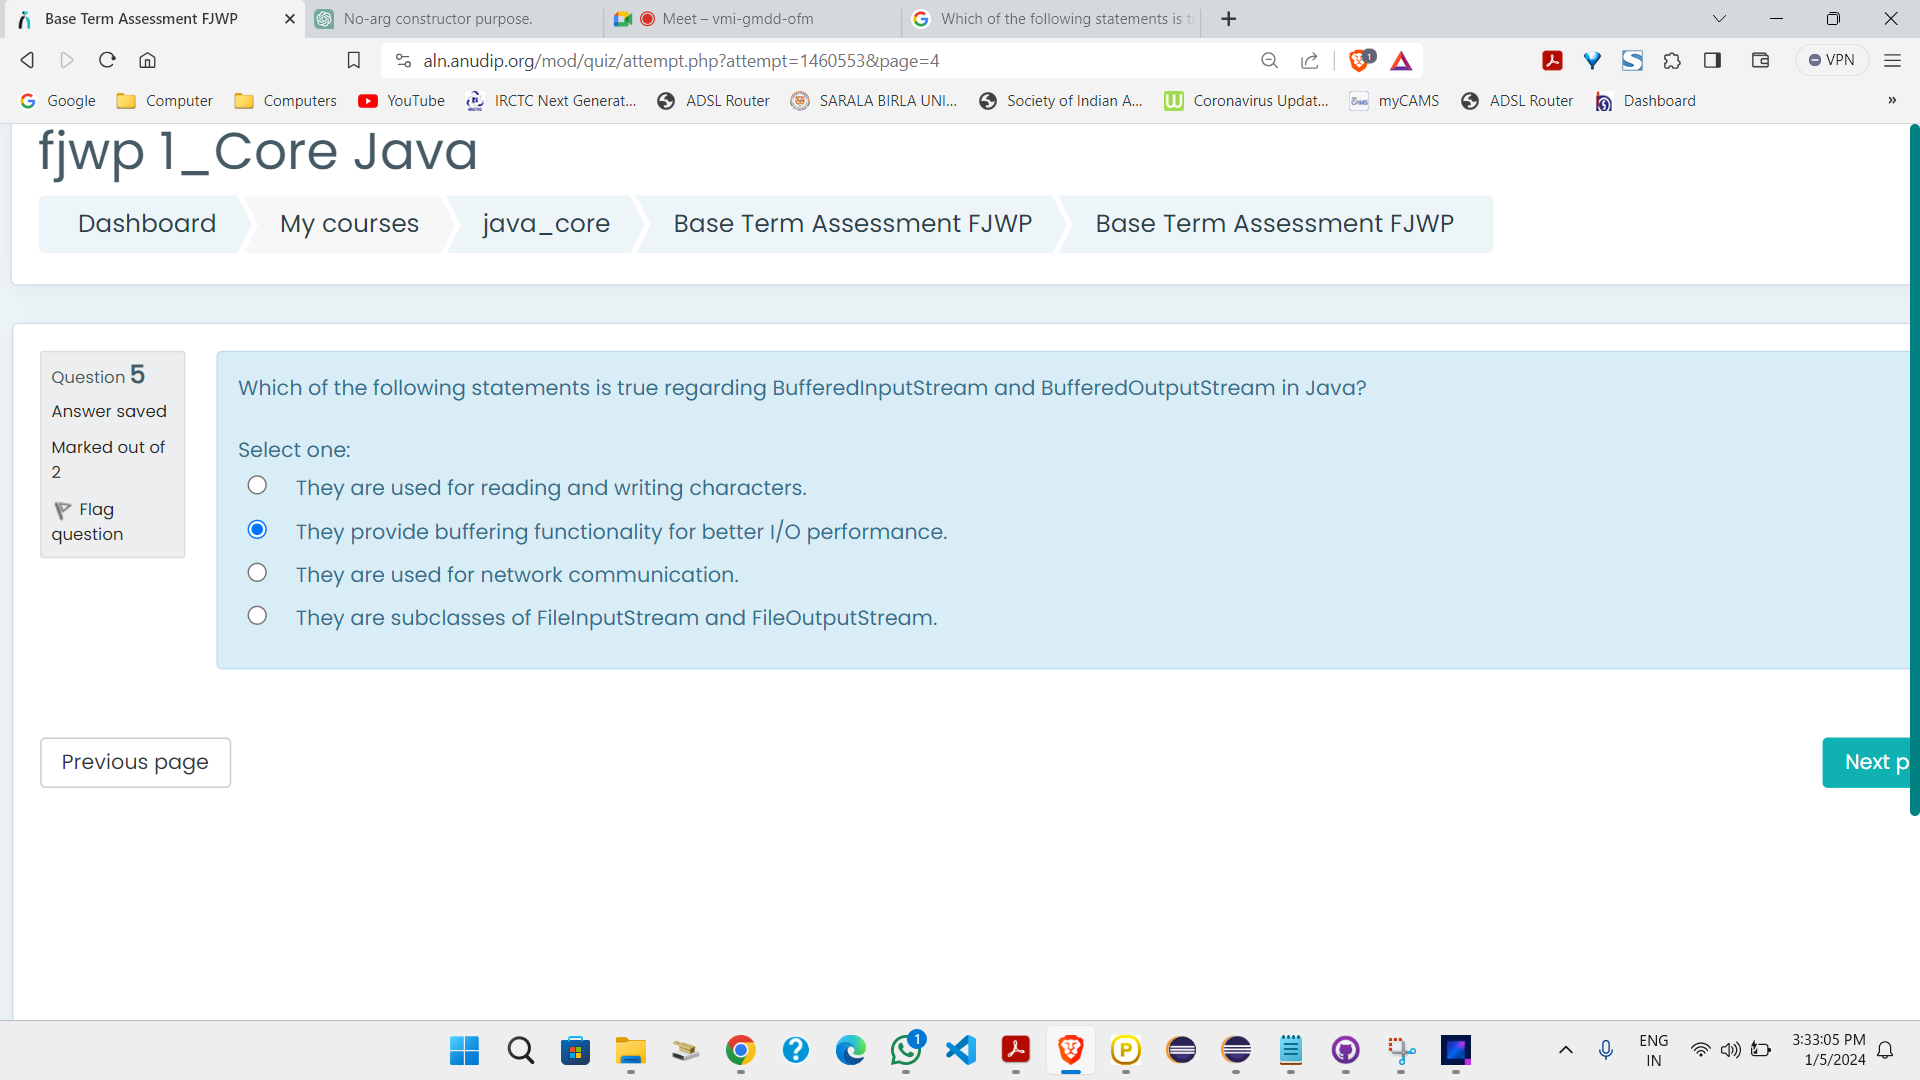 Base Term Assessment FJWP
No-arg constructor purpose.
Meet – vmi-gmdd-ofm
Which of the following statements is t
aln.anudip.org/mod/quiz/attempt.php?attempt=1460553&page=4
1
VPN
Google
Computer
Computers
YouTube
IRCTC Next Generat...
ADSL Router
SARALA BIRLA UNI...
Society of Indian A...
Coronavirus Updat...
myCAMS
ADSL Router
Dashboard
»
fjwp 1_Core Java
Dashboard
My courses
java_core
Base Term Assessment FJWP
Base Term Assessment FJWP
Question 5
Answer saved
Marked out of
2
Flag
question
Which of the following statements is true regarding BufferedInputStream and BufferedOutputStream in Java?
Select one:
They are used for reading and writing characters.
They provide buffering functionality for better I/O performance.
They are used for network communication.
They are subclasses of FileInputStream and FileOutputStream.
Previous page
Next p
1
ENG
IN
3:33:05 PM
1/5/2024